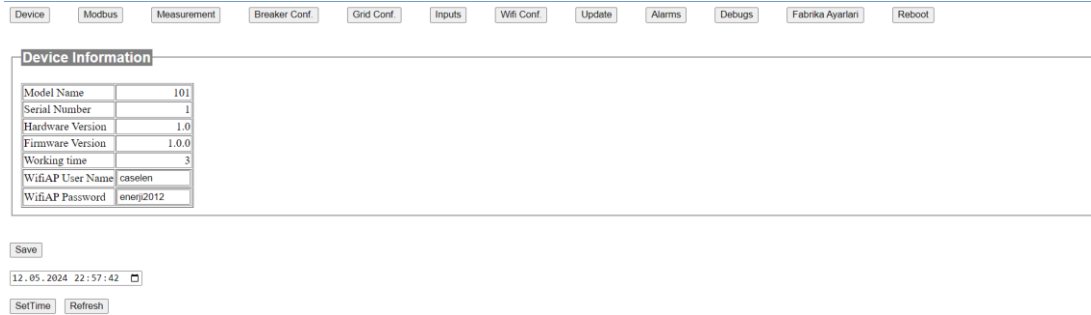 Device Modbus Measurement Breaker Conf. Grid Conf. Inputs Wifi Conf. Update Alarms Debugs Fabrika Ayarlari Reboot
Device Information
Model Name 101
Serial Number 1
Hardware Version 1.0
Firmware Version 1.0.0
Working time 3
WifiAP User Name caselen
WifiAP Password enerji2012
Save
12.05.2024 22:57:42
SetTime Refresh